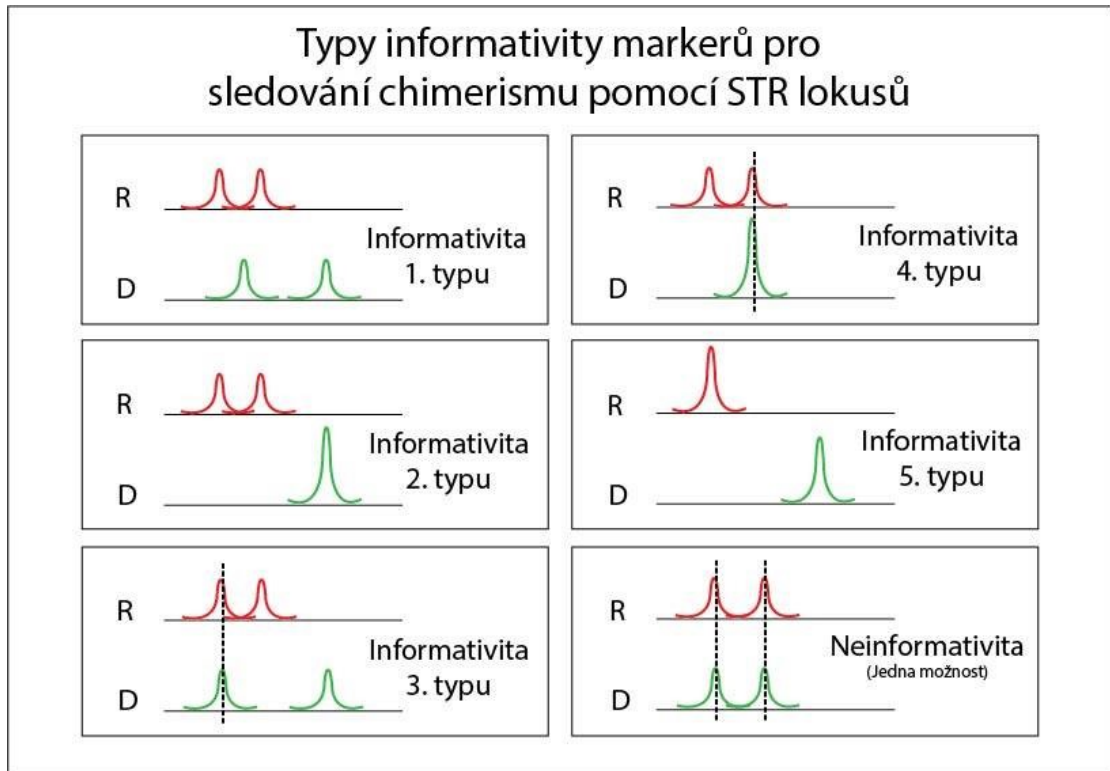 Typy informativity markerů pro
sledování chimerismu pomocí STR lokusů
R
D
Informativita
1. typu
R
D
Informativita
4. typu
R
D
Informativita
2. typu
R
D
Informativita
5. typu
R
D
Informativita
3. typu
R
D
Neinformativita
(Jedna možnost)